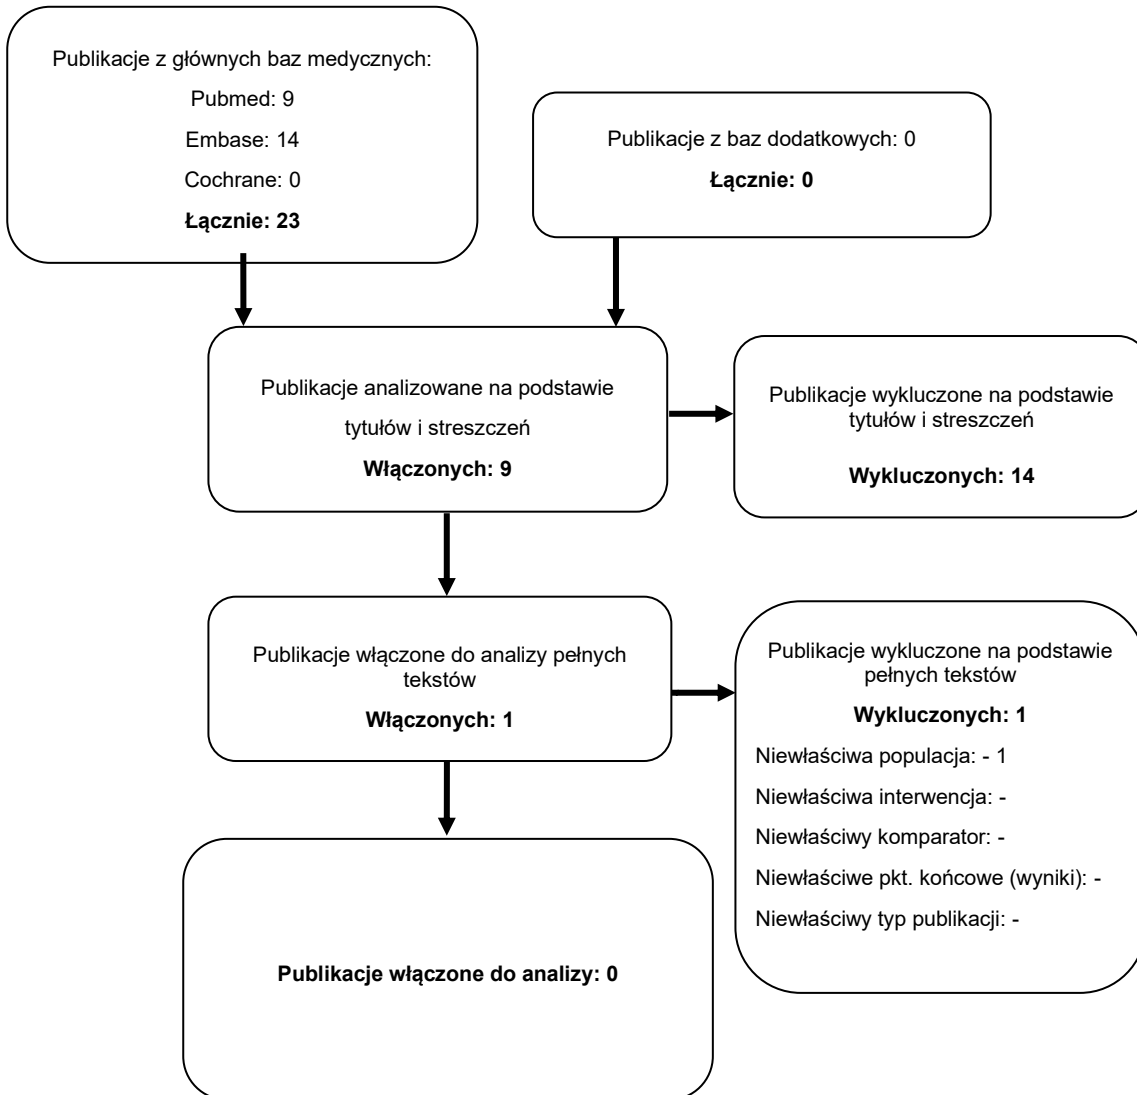 Publikacje z głównych baz medycznych:
Pubmed: 9
Embase: 14
Cochrane: 0
Łącznie: 23
Publikacje z baz dodatkowych: 0
Łącznie: 0
Publikacje analizowane na podstawie
tytułów i streszczeń
Włączonych: 9
Publikacje wykluczone na podstawie
tytułów i streszczeń
Wykluczonych: 14
Publikacje włączone do analizy pełnych
tekstów
Włączonych: 1
Publikacje wykluczone na podstawie
pełnych tekstów
Wykluczonych: 1
Niewłaściwa populacja: - 1
Niewłaściwa interwencja: -
Niewłaściwy komparator: -
Niewłaściwe pkt. końcowe (wyniki): -
Niewłaściwy typ publikacji: -
Publikacje włączone do analizy: 0